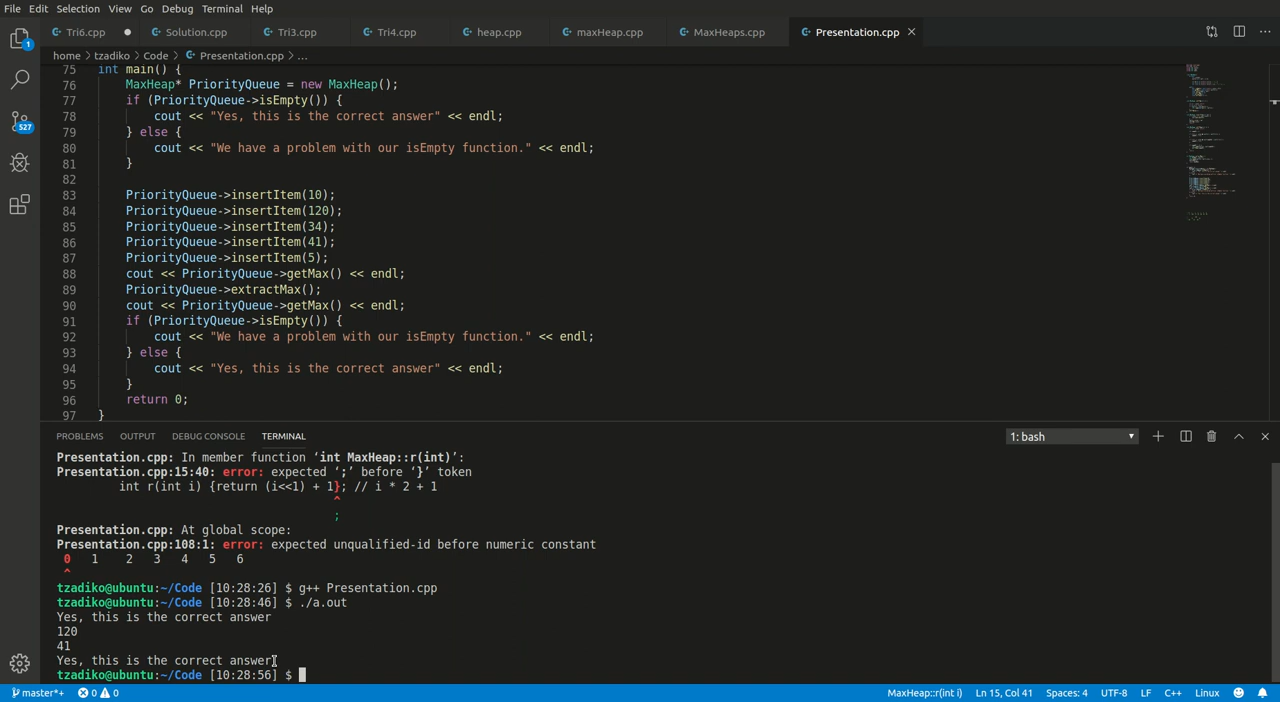 File Edit Selection View Go Debug Terminal Help
Tri6.cpp Solution.cpp Tri3.cpp Tri4.cpp heap.cpp maxHeap.cpp MaxHeaps.cpp Presentation.cpp
home > tzadiko > Code > Presentation.cpp > ...
75 int main() {
76 MaxHeap* PriorityQueue = new MaxHeap();
77 if (PriorityQueue->isEmpty()) {
78 cout << "Yes, this is the correct answer" << endl;
79 } else {
80 cout << "We have a problem with our isEmpty function." << endl;
81 }
82
83 PriorityQueue->insertItem(10);
84 PriorityQueue->insertItem(120);
85 PriorityQueue->insertItem(34);
86 PriorityQueue->insertItem(41);
87 PriorityQueue->insertItem(5);
88 cout << PriorityQueue->getMax() << endl;
89 PriorityQueue->extractMax();
90 cout << PriorityQueue->getMax() << endl;
91 if (PriorityQueue->isEmpty()) {
92 cout << "We have a problem with our isEmpty function." << endl;
93 } else {
94 cout << "Yes, this is the correct answer" << endl;
95 }
96 return 0;
97 }
1
527
PROBLEMS OUTPUT DEBUG CONSOLE TERMINAL 1: bash
Presentation.cpp: In member function ‘int MaxHeap::r(int)’:
Presentation.cpp:15:40: error: expected ‘;’ before ‘}’ token
int r(int i) {return (i<<1) + 1}; // i * 2 + 1
^
;
Presentation.cpp: At global scope:
Presentation.cpp:108:1: error: expected unqualified-id before numeric constant
0 1 2 3 4 5 6
^
tzadiko@ubuntu:~/Code [10:28:26] $ g++ Presentation.cpp
tzadiko@ubuntu:~/Code [10:28:46] $ ./a.out
Yes, this is the correct answer
120
41
Yes, this is the correct answer
tzadiko@ubuntu:~/Code [10:28:56] $
master*+ 0 0 MaxHeap::r(int i) Ln 15, Col 41 Spaces: 4 UTF-8 LF C++ Linux